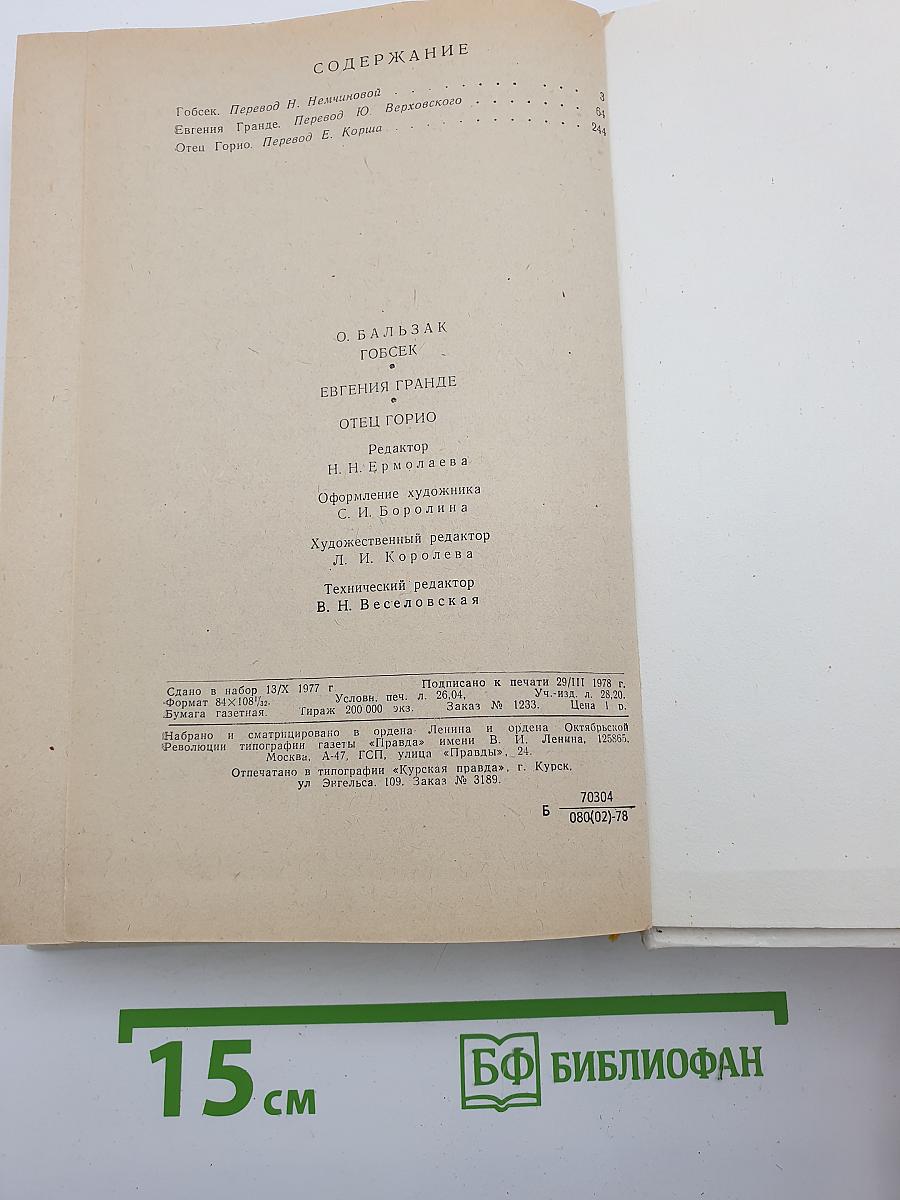 СОДЕРЖАНИЕ
Гобсек. Перевод Н. Немчиновой . . . . . . . . . . 3
Евгения Гранде. Перевод Ю. Верховского . . . . . . 64
Отец Горио. Перевод Е. Корша . . . . . . . . . . . 244
О. БАЛЬЗАК
ГОБСЕК
•
ЕВГЕНИЯ ГРАНДЕ
•
ОТЕЦ ГОРИО
Редактор
Н. Н. Ермолаева
Оформление художника
С. И. Боролина
Художественный редактор
Л. И. Королева
Технический редактор
В. Н. Веселовская
Сдано в набор 13/X 1977 г Подписано к печати 29/III 1978 г.
Формат 84×108 1/32. Условн. печ. л. 26,04. Уч.-изд. л. 28,20.
Бумага газетная. Тираж 200 000 экз. Заказ № 1233. Цена 1 р.
Набрано и сматрицировано в ордена Ленина и ордена Октябрьской
Революции типографии газеты «Правда» имени В. И. Ленина, 125865,
Москва, А-47, ГСП, улица «Правды», 24.
Отпечатано в типографии «Курская правда», г. Курск,
ул Энгельса, 109. Заказ № 3189.
Б 70304
080(02)-78
15 см
БФ БИБЛИОФАН